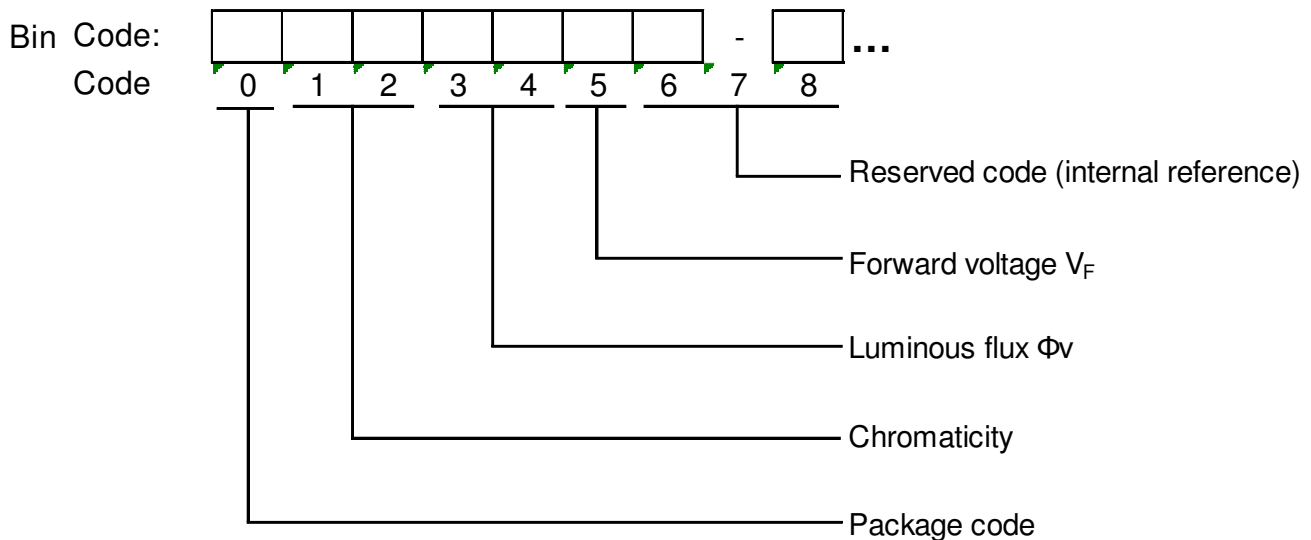 Bin Code: - ...
Code 0 1 2 3 4 5 6 7 8
Reserved code (internal reference)
Forward voltage VF
Luminous flux Φv
Chromaticity
Package code